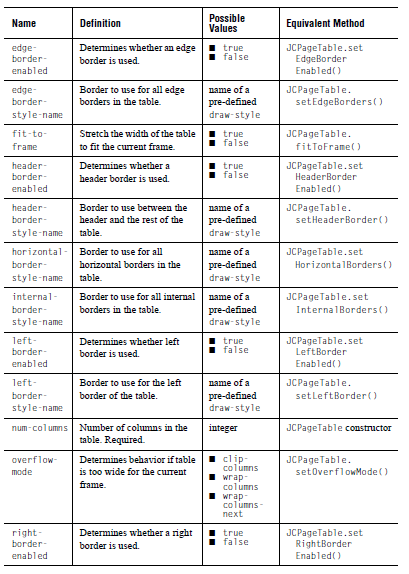 Name Definition Possible Values Equivalent Method
edge-border-enabled Determines whether an edge border is used. ■ true ■ false JCPageTable.set EdgeBorder Enabled()
edge-border-style-name Border to use for all edge borders in the table. name of a pre-defined draw-style JCPageTable. setEdgeBorders()
fit-to-frame Stretch the width of the table to fit the current frame. ■ true ■ false JCPageTable. fitToFrame()
header-border-enabled Determines whether a header border is used. ■ true ■ false JCPageTable.set HeaderBorder Enabled()
header-border-style-name Border to use between the header and the rest of the table. name of a pre-defined draw-style JCPageTable. setHeaderBorder()
horizontal-border-style-name Border to use for all horizontal borders in the table. name of a pre-defined draw-style JCPageTable.set HorizontalBorders()
internal-border-style-name Border to use for all internal borders in the table. name of a pre-defined draw-style JCPageTable.set InternalBorders()
left-border-enabled Determines whether left border is used. ■ true ■ false JCPageTable.set LeftBorder Enabled()
left-border-style-name Border to use for the left border of the table. name of a pre-defined draw-style JCPageTable. setLeftBorder()
num-columns Number of columns in the table. Required. integer JCPageTable constructor
overflow-mode Determines behavior if table is too wide for the current frame. ■ clip-columns ■ wrap-columns ■ wrap-columns-next JCPageTable. setOverflowMode()
right-border-enabled Determines whether a right border is used. ■ true ■ false JCPageTable.set RightBorder Enabled()